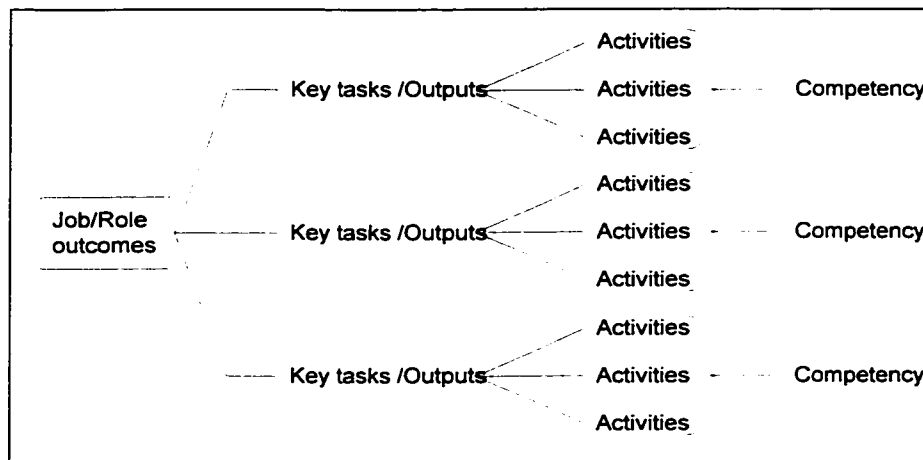 Activities
Key tasks /Outputs Activities Competency
Activities
Activities
Job/Role
outcomes
Key tasks /Outputs Activities Competency
Activities
Activities
Key tasks /Outputs Activities Competency
Activities